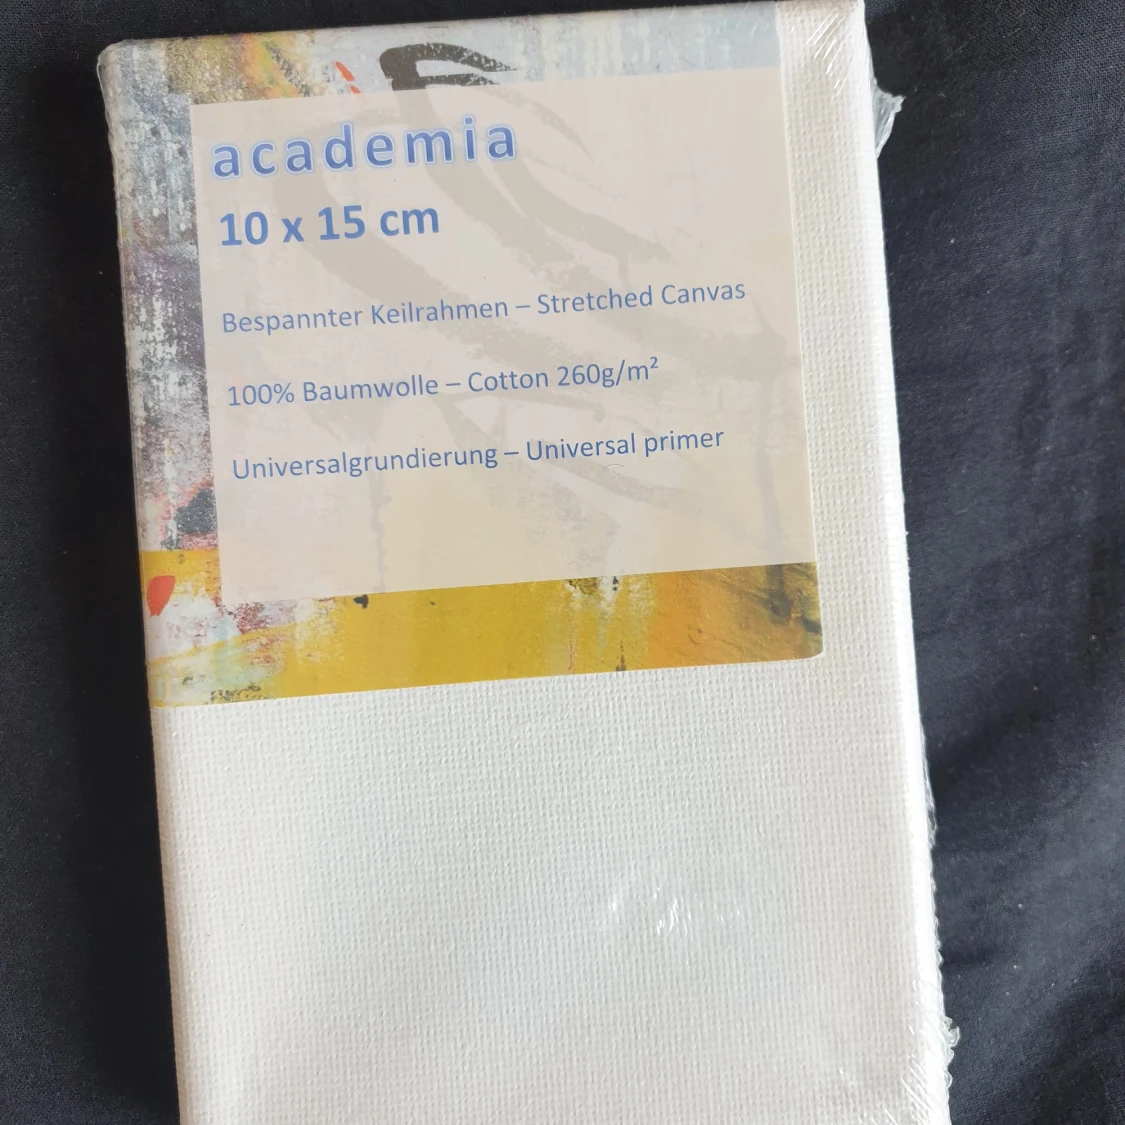 academia
10 x 15 cm
Bespannter Keilrahmen – Stretched Canvas
100% Baumwolle – Cotton 260g/m²
Universalgrundierung – Universal primer